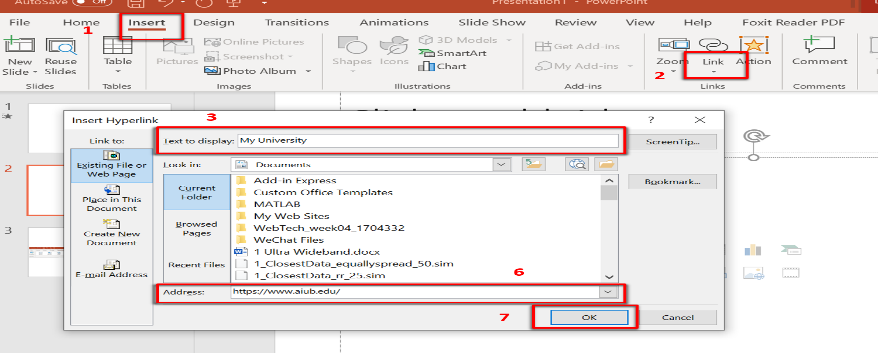 AutoSave Off Presentation1 - PowerPoint
File Home Insert Design Transitions Animations Slide Show Review View Help Foxit Reader PDF
1
New Slide Reuse Slides Table Pictures Online Pictures Screenshot Photo Album Shapes Icons 3D Models SmartArt Chart Get Add-ins My Add-ins Zoom Link Action Comment
2
Slides Tables Images Illustrations Add-ins Links Comments
1
2
3
3
Insert Hyperlink ? ×
Link to: Text to display: My University ScreenTip...
Existing File or Web Page
Look in: Documents
Bookmark...
Place in This Document
Create New Document
E-mail Address
Current Folder
Browsed Pages
Recent Files
Add-in Express
Custom Office Templates
MATLAB
My Web Sites
WebTech_week04_1704332
WeChat Files
1 Ultra Wideband.docx
1_ClosestData_equallyspread_50.sim
1_ClosestData_rr_25.sim
6
Address: https://www.aiub.edu/
7
OK Cancel